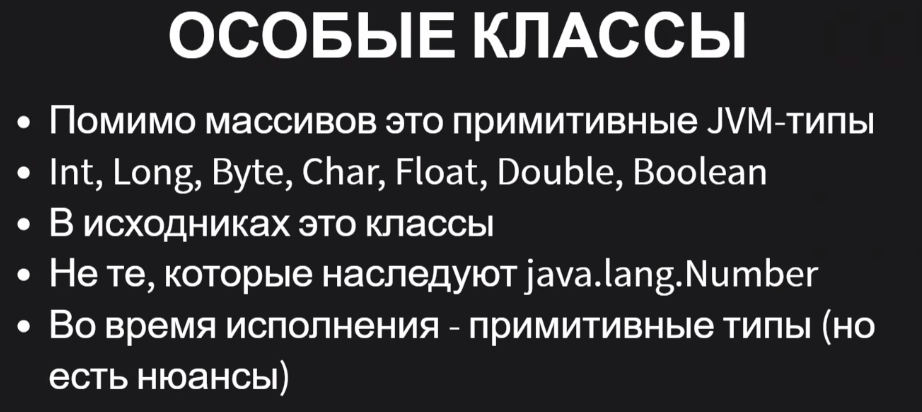 ОСОБЫЕ КЛАССЫ
• Помимо массивов это примитивные JVM-типы
• Int, Long, Byte, Char, Float, Double, Boolean
• В исходниках это классы
• Не те, которые наследуют java.lang.Number
• Во время исполнения - примитивные типы (но
есть нюансы)